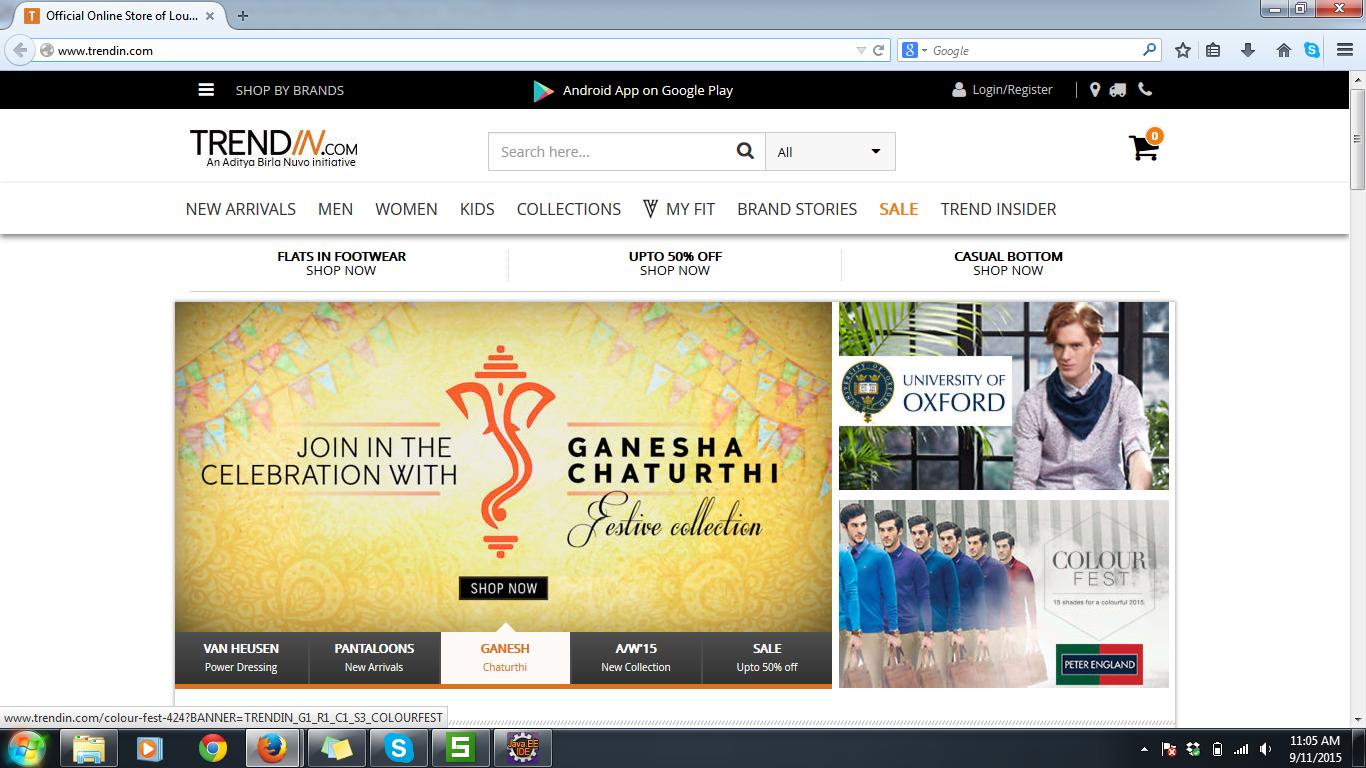 Official Online Store of Lou...
www.trendin.com
Google
SHOP BY BRANDS
Android App on Google Play
Login/Register
TRENDIN.COM
An Aditya Birla Nuvo initiative
Search here...
All
0
NEW ARRIVALS MEN WOMEN KIDS COLLECTIONS MY FIT BRAND STORIES SALE TREND INSIDER
FLATS IN FOOTWEAR
SHOP NOW
UPTO 50% OFF
SHOP NOW
CASUAL BOTTOM
SHOP NOW
JOIN IN THE
CELEBRATION WITH
GANESHA
CHATURTHI
Festive collection
SHOP NOW
UNIVERSITY OF
OXFORD
COLOUR
FEST
15 shades for a colourful 2015.
PETER ENGLAND
VAN HEUSEN
Power Dressing
PANTALOONS
New Arrivals
GANESH
Chaturthi
A/W'15
New Collection
SALE
Upto 50% off
www.trendin.com/colour-fest-424?BANNER=TRENDIN_G1_R1_C1_S3_COLOURFEST
Java EE
IDE
11:05 AM
9/11/2015